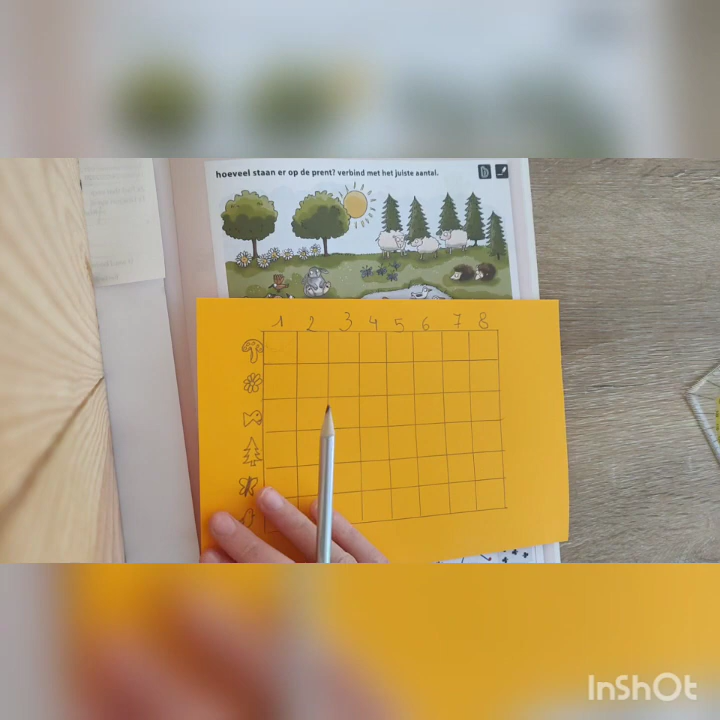 hoeveel staan er op de prent? verbind met het juiste aantal.
1 2 3 4 5 6 7 8
InShOt